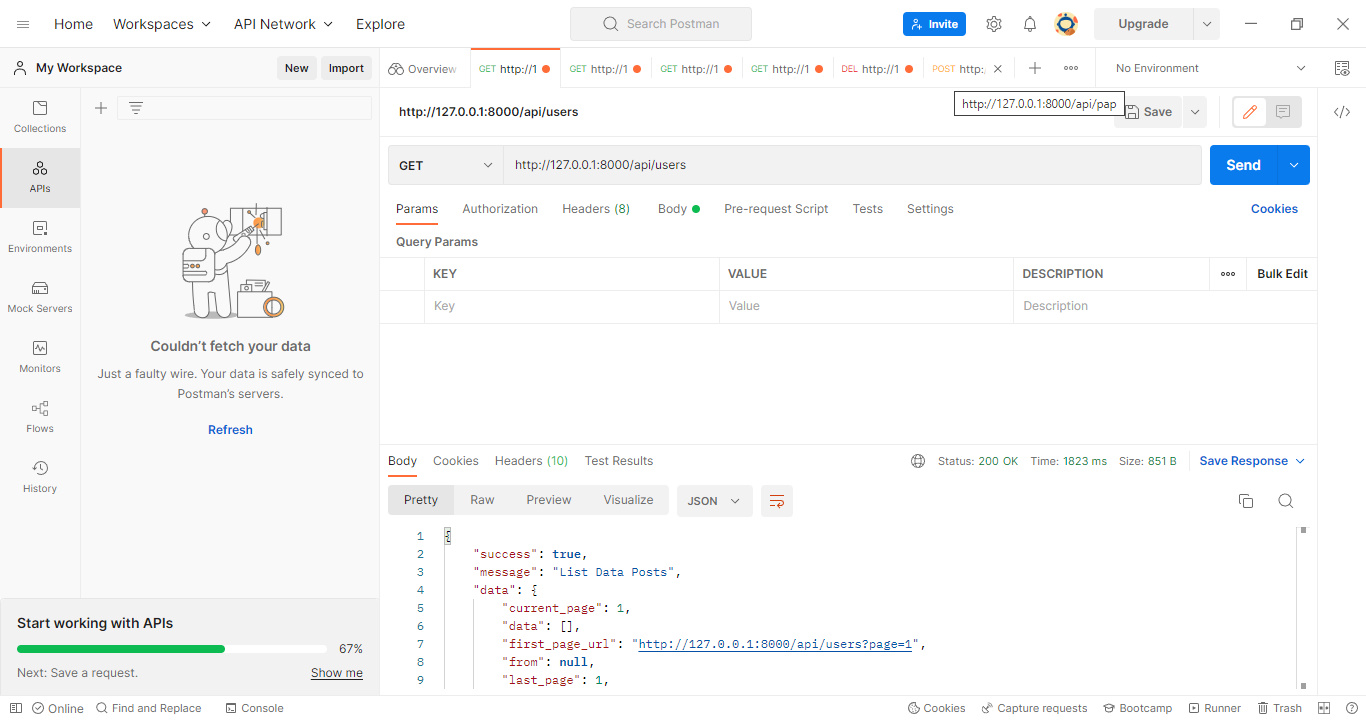 Home Workspaces API Network Explore Search Postman Invite Upgrade
My Workspace New Import Overview GET http://1 GET http://1 GET http://1 GET http://1 DEL http://1 POST http: No Environment
http://127.0.0.1:8000/api/pap
http://127.0.0.1:8000/api/users Save
Collections
APIs
Environments
Mock Servers
Monitors
Flows
History
Couldn't fetch your data
Just a faulty wire. Your data is safely synced to
Postman's servers.
Refresh
GET http://127.0.0.1:8000/api/users Send
Params Authorization Headers (8) Body Pre-request Script Tests Settings Cookies
Query Params
KEY VALUE DESCRIPTION Bulk Edit
Key Value Description
Body Cookies Headers (10) Test Results Status: 200 OK Time: 1823 ms Size: 851 B Save Response
Pretty Raw Preview Visualize JSON
1 {
2 "success": true,
3 "message": "List Data Posts",
4 "data": {
5 "current_page": 1,
6 "data": [],
7 "first_page_url": "http://127.0.0.1:8000/api/users?page=1",
8 "from": null,
9 "last_page": 1,
Start working with APIs
67%
Next: Save a request. Show me
Online Find and Replace Console Cookies Capture requests Bootcamp Runner Trash